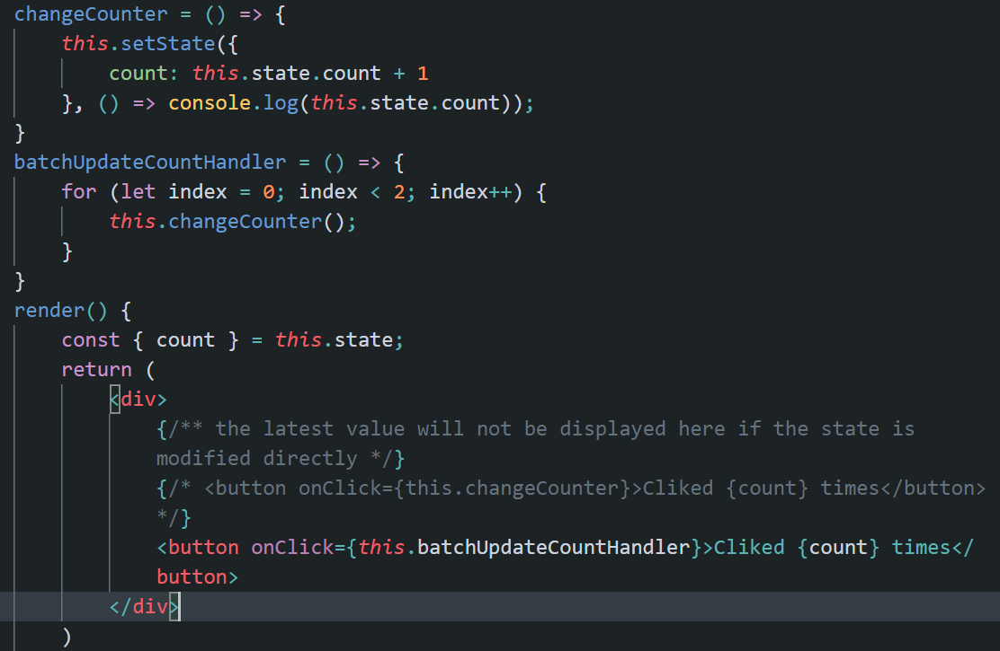 changeCounter = () => {
    this.setState({
        count: this.state.count + 1
    }, () => console.log(this.state.count));
}
batchUpdateCountHandler = () => {
    for (let index = 0; index < 2; index++) {
        this.changeCounter();
    }
}
render() {
    const { count } = this.state;
    return (
        <div>
            {/** the latest value will not be displayed here if the state is
            modified directly */}
            {/* <button onClick={this.changeCounter}>Cliked {count} times</button>
            */}
            <button onClick={this.batchUpdateCountHandler}>Cliked {count} times</
            button>
        </div>
    )